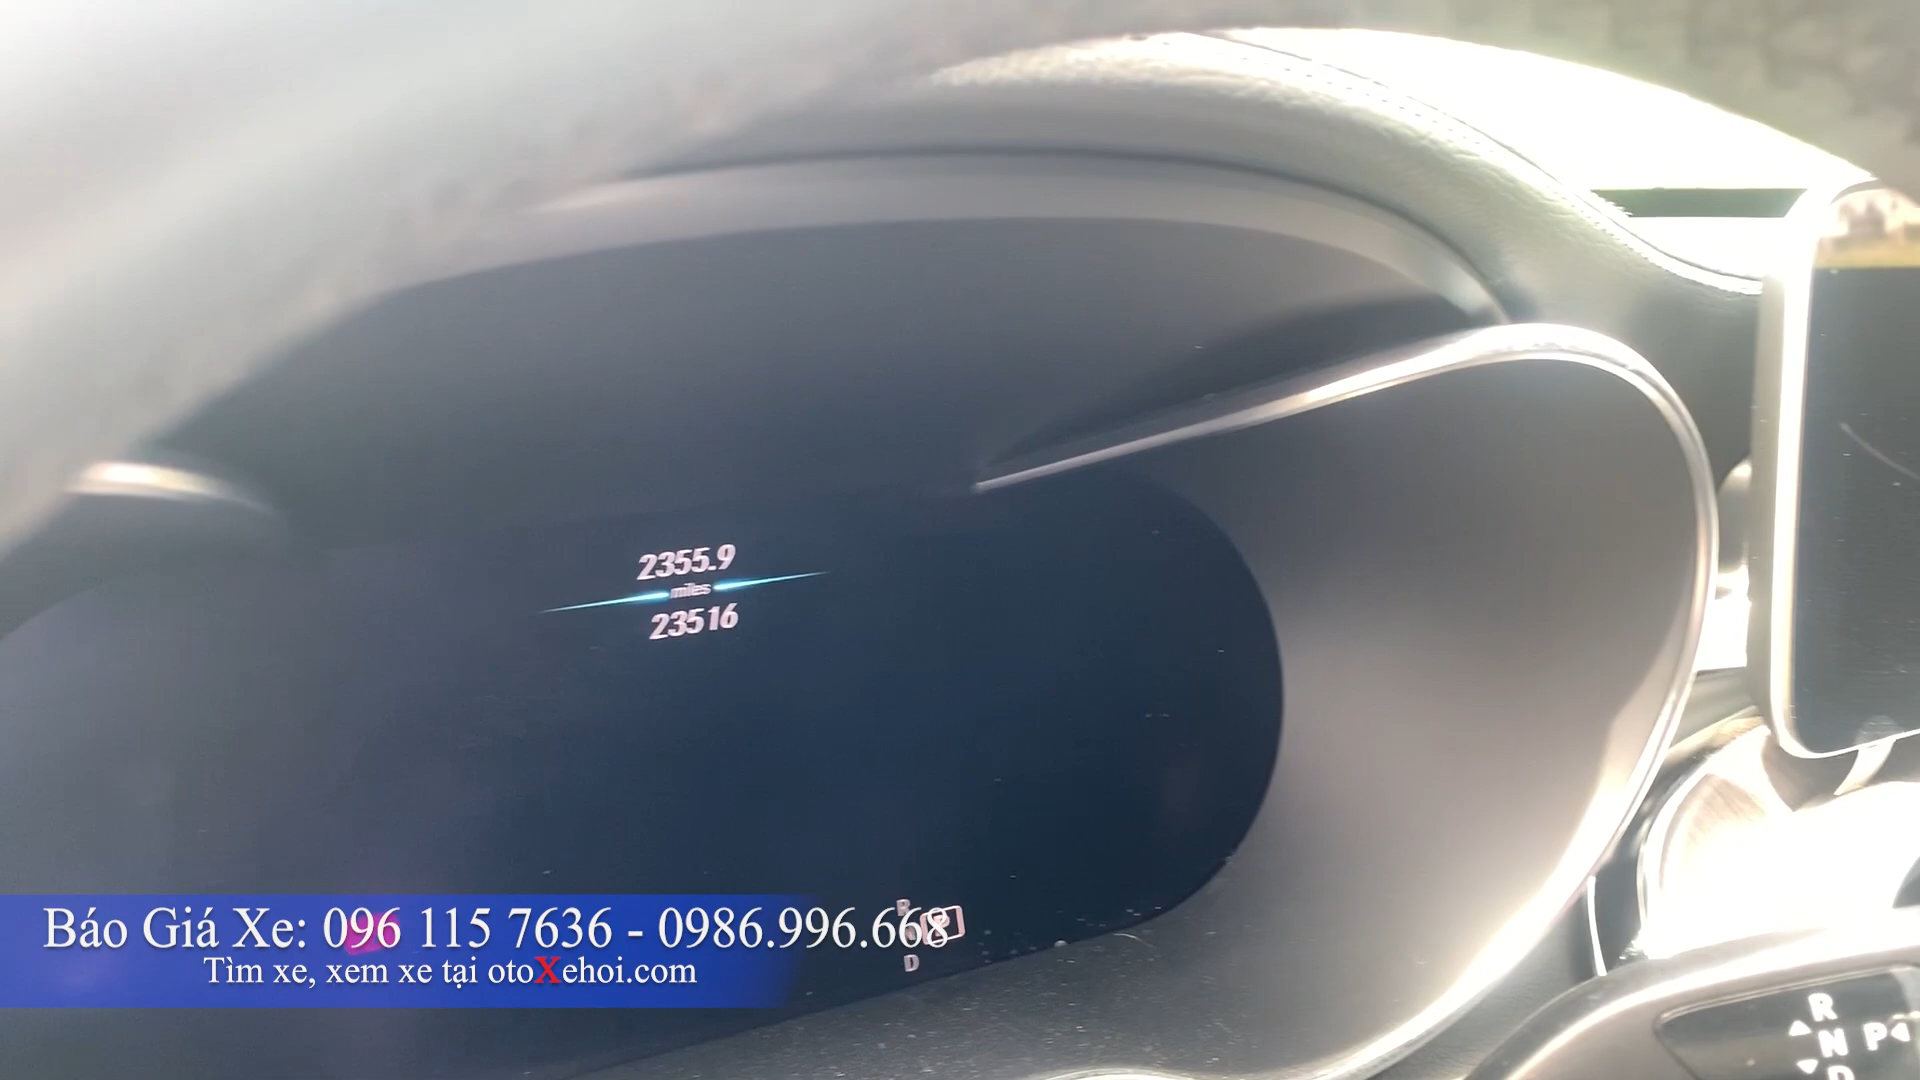 2355.9
miles
23516
R
P
D
Báo Giá Xe: 096 115 7636 - 0986.996.668
Tìm xe, xem xe tại otoXehoi.com
R
N P
D